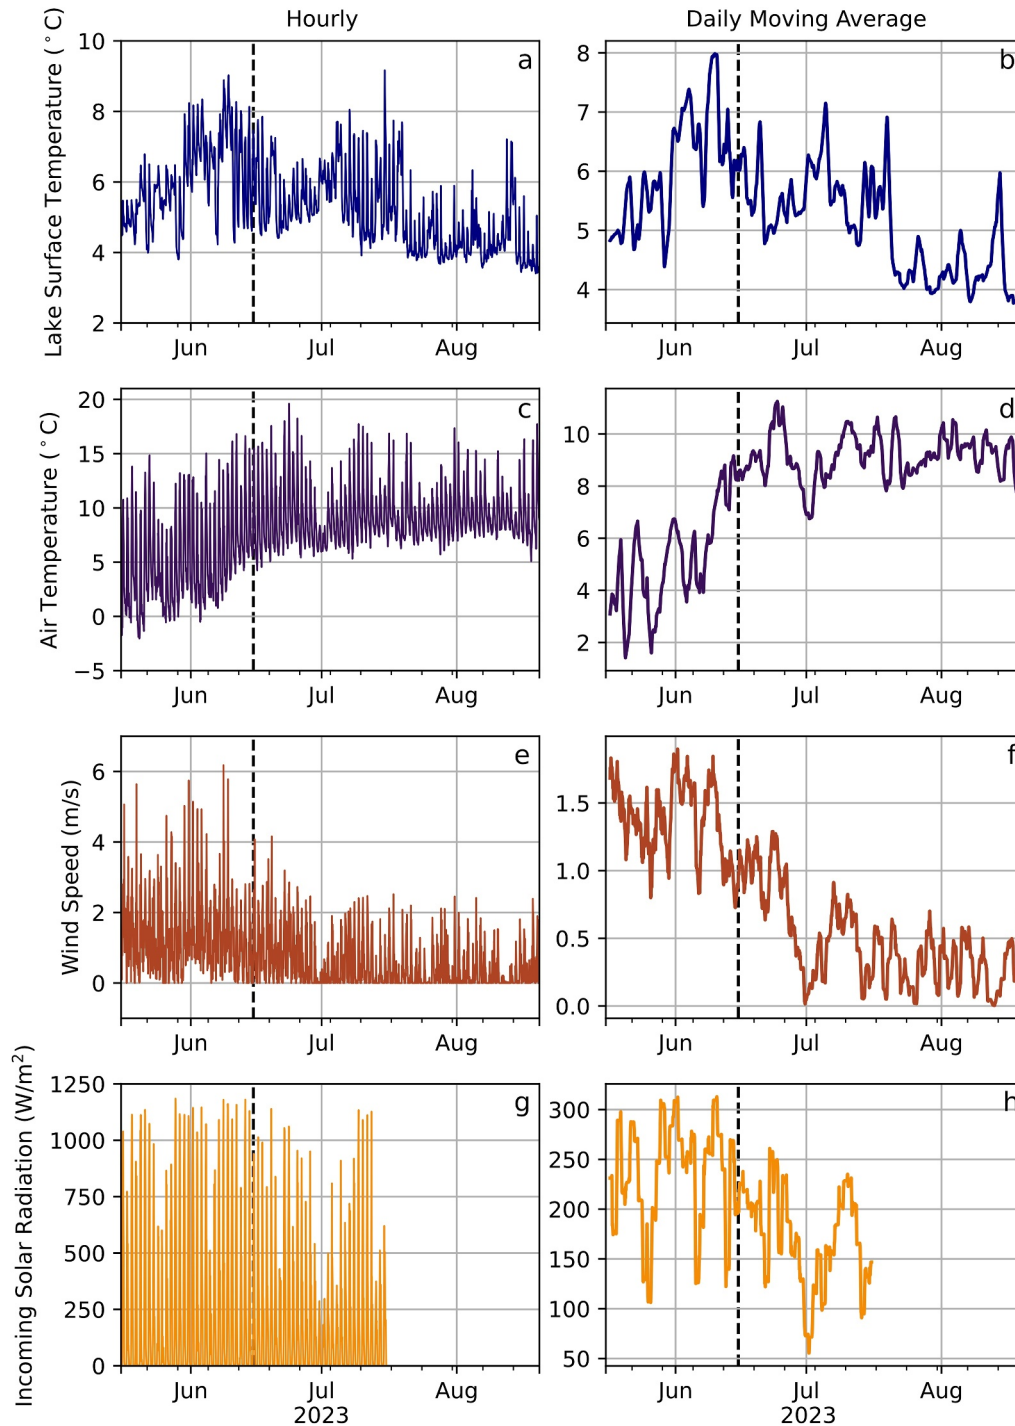 Hourly
Daily Moving Average
Lake Surface Temperature (°C)
10
8
6
4
2
a
Jun
Jul
Aug
8
7
6
5
4
b
Jun
Jul
Aug
Air Temperature (°C)
20
15
10
5
0
−5
c
Jun
Jul
Aug
10
8
6
4
2
d
Jun
Jul
Aug
Wind Speed (m/s)
6
4
2
0
e
Jun
Jul
Aug
1.5
1.0
0.5
0.0
f
Jun
Jul
Aug
Incoming Solar Radiation (W/m²)
1250
1000
750
500
250
0
g
Jun
Jul
Aug
2023
300
250
200
150
100
50
h
Jun
Jul
Aug
2023